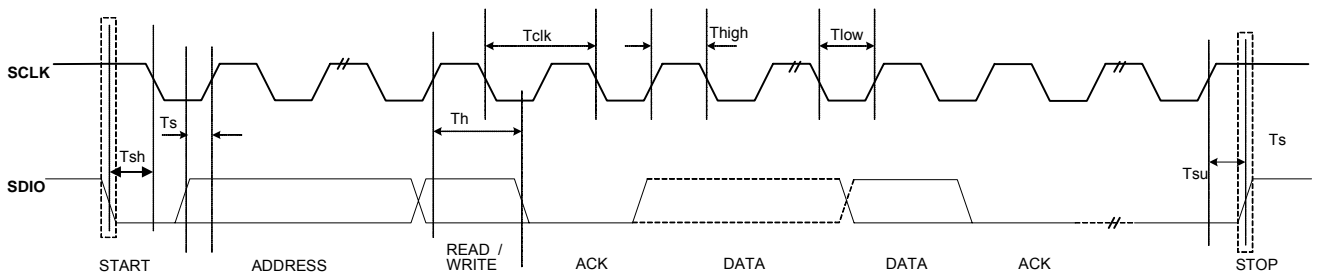 Tclk
Thigh
Tlow
SCLK
Ts
Th
Ts
Tsh
Tsu
SDIO
START
ADDRESS
READ /
WRITE
ACK
DATA
DATA
ACK
STOP